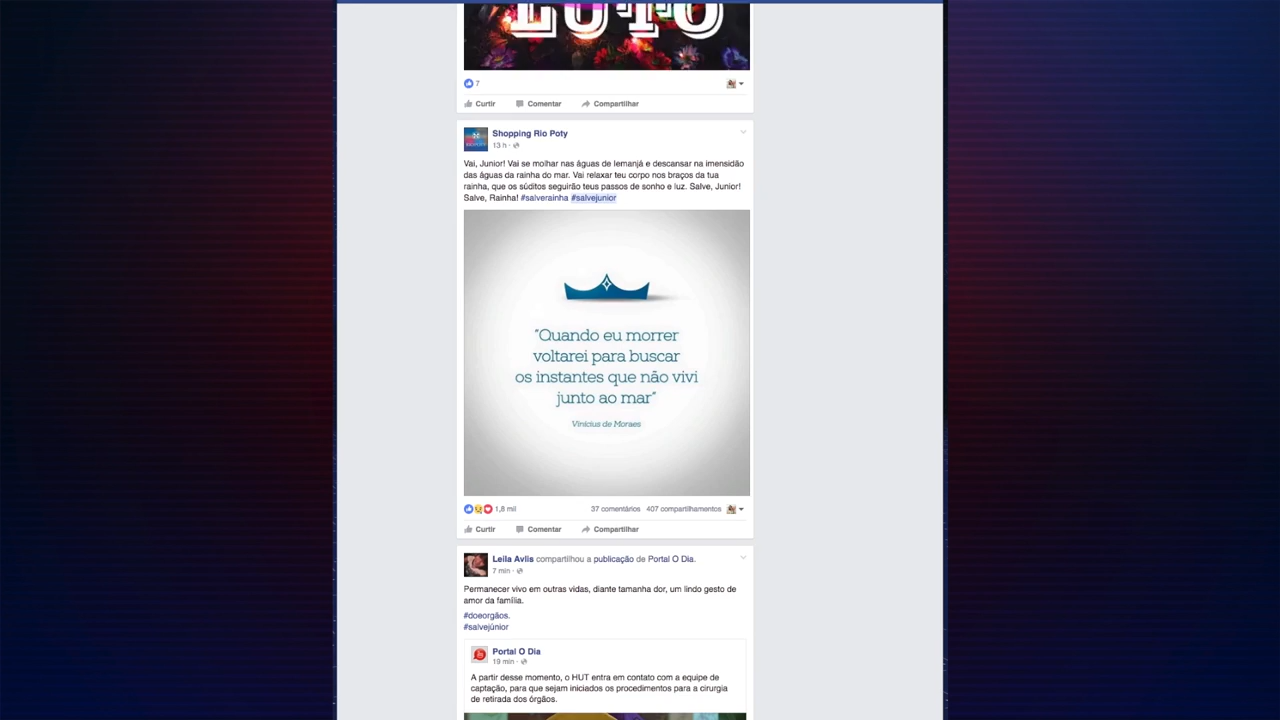 LUTO
7
Curtir Comentar Compartilhar
Shopping Rio Poty
13 h ·
Vai, Junior! Vai se molhar nas águas de Iemanjá e descansar na imensidão
das águas da rainha do mar. Vai relaxar teu corpo nos braços da tua
rainha, que os súditos seguirão teus passos de sonho e luz. Salve, Junior!
Salve, Rainha! #salverainha #salvejunior
"Quando eu morrer
voltarei para buscar
os instantes que não vivi
junto ao mar"
Vinícius de Moraes
1,8 mil 37 comentários 407 compartilhamentos
Curtir Comentar Compartilhar
Leila Avlis compartilhou a publicação de Portal O Dia.
7 min ·
Permanecer vivo em outras vidas, diante tamanha dor, um lindo gesto de
amor da família.
#doeorgãos.
#salvejúnior
Portal O Dia
19 min ·
A partir desse momento, o HUT entra em contato com a equipe de
captação, para que sejam iniciados os procedimentos para a cirurgia
de retirada dos órgãos.